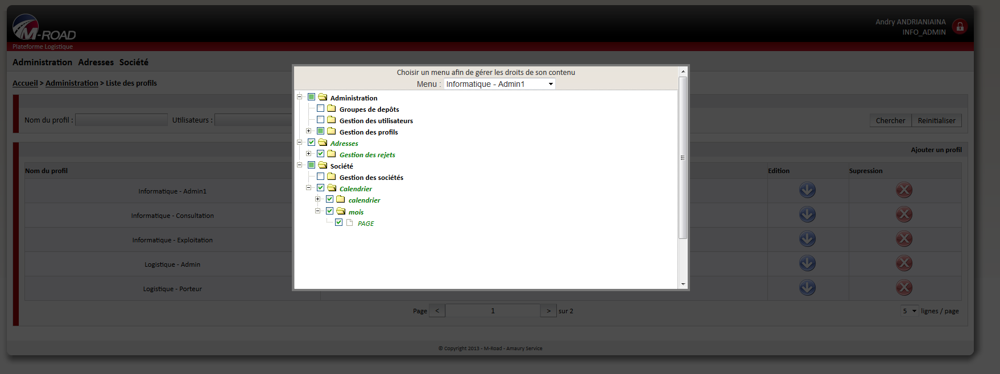 M-ROAD
Andry ANDRIANIAINA
INFO_ADMIN
Plateforme Logistique
Administration Adresses Société
Accueil > Administration > Liste des profils
Nom du profil : Utilisateurs : Chercher Reinitialiser
Ajouter un profil
Nom du profil Edition Supression
Informatique - Admin1
Informatique - Consultation
Informatique - Exploitation
Logistique - Admin
Logistique - Porteur
Page < 1 > sur 2 5 lignes / page
© Copyright 2013 - M-Road - Amaury Service
Choisir un menu afin de gérer les droits de son contenu
Menu : Informatique - Admin1
Administration
Groupes de depôts
Gestion des utilisateurs
Gestion des profils
Adresses
Gestion des rejets
Société
Gestion des sociétés
Calendrier
calendrier
mois
PAGE